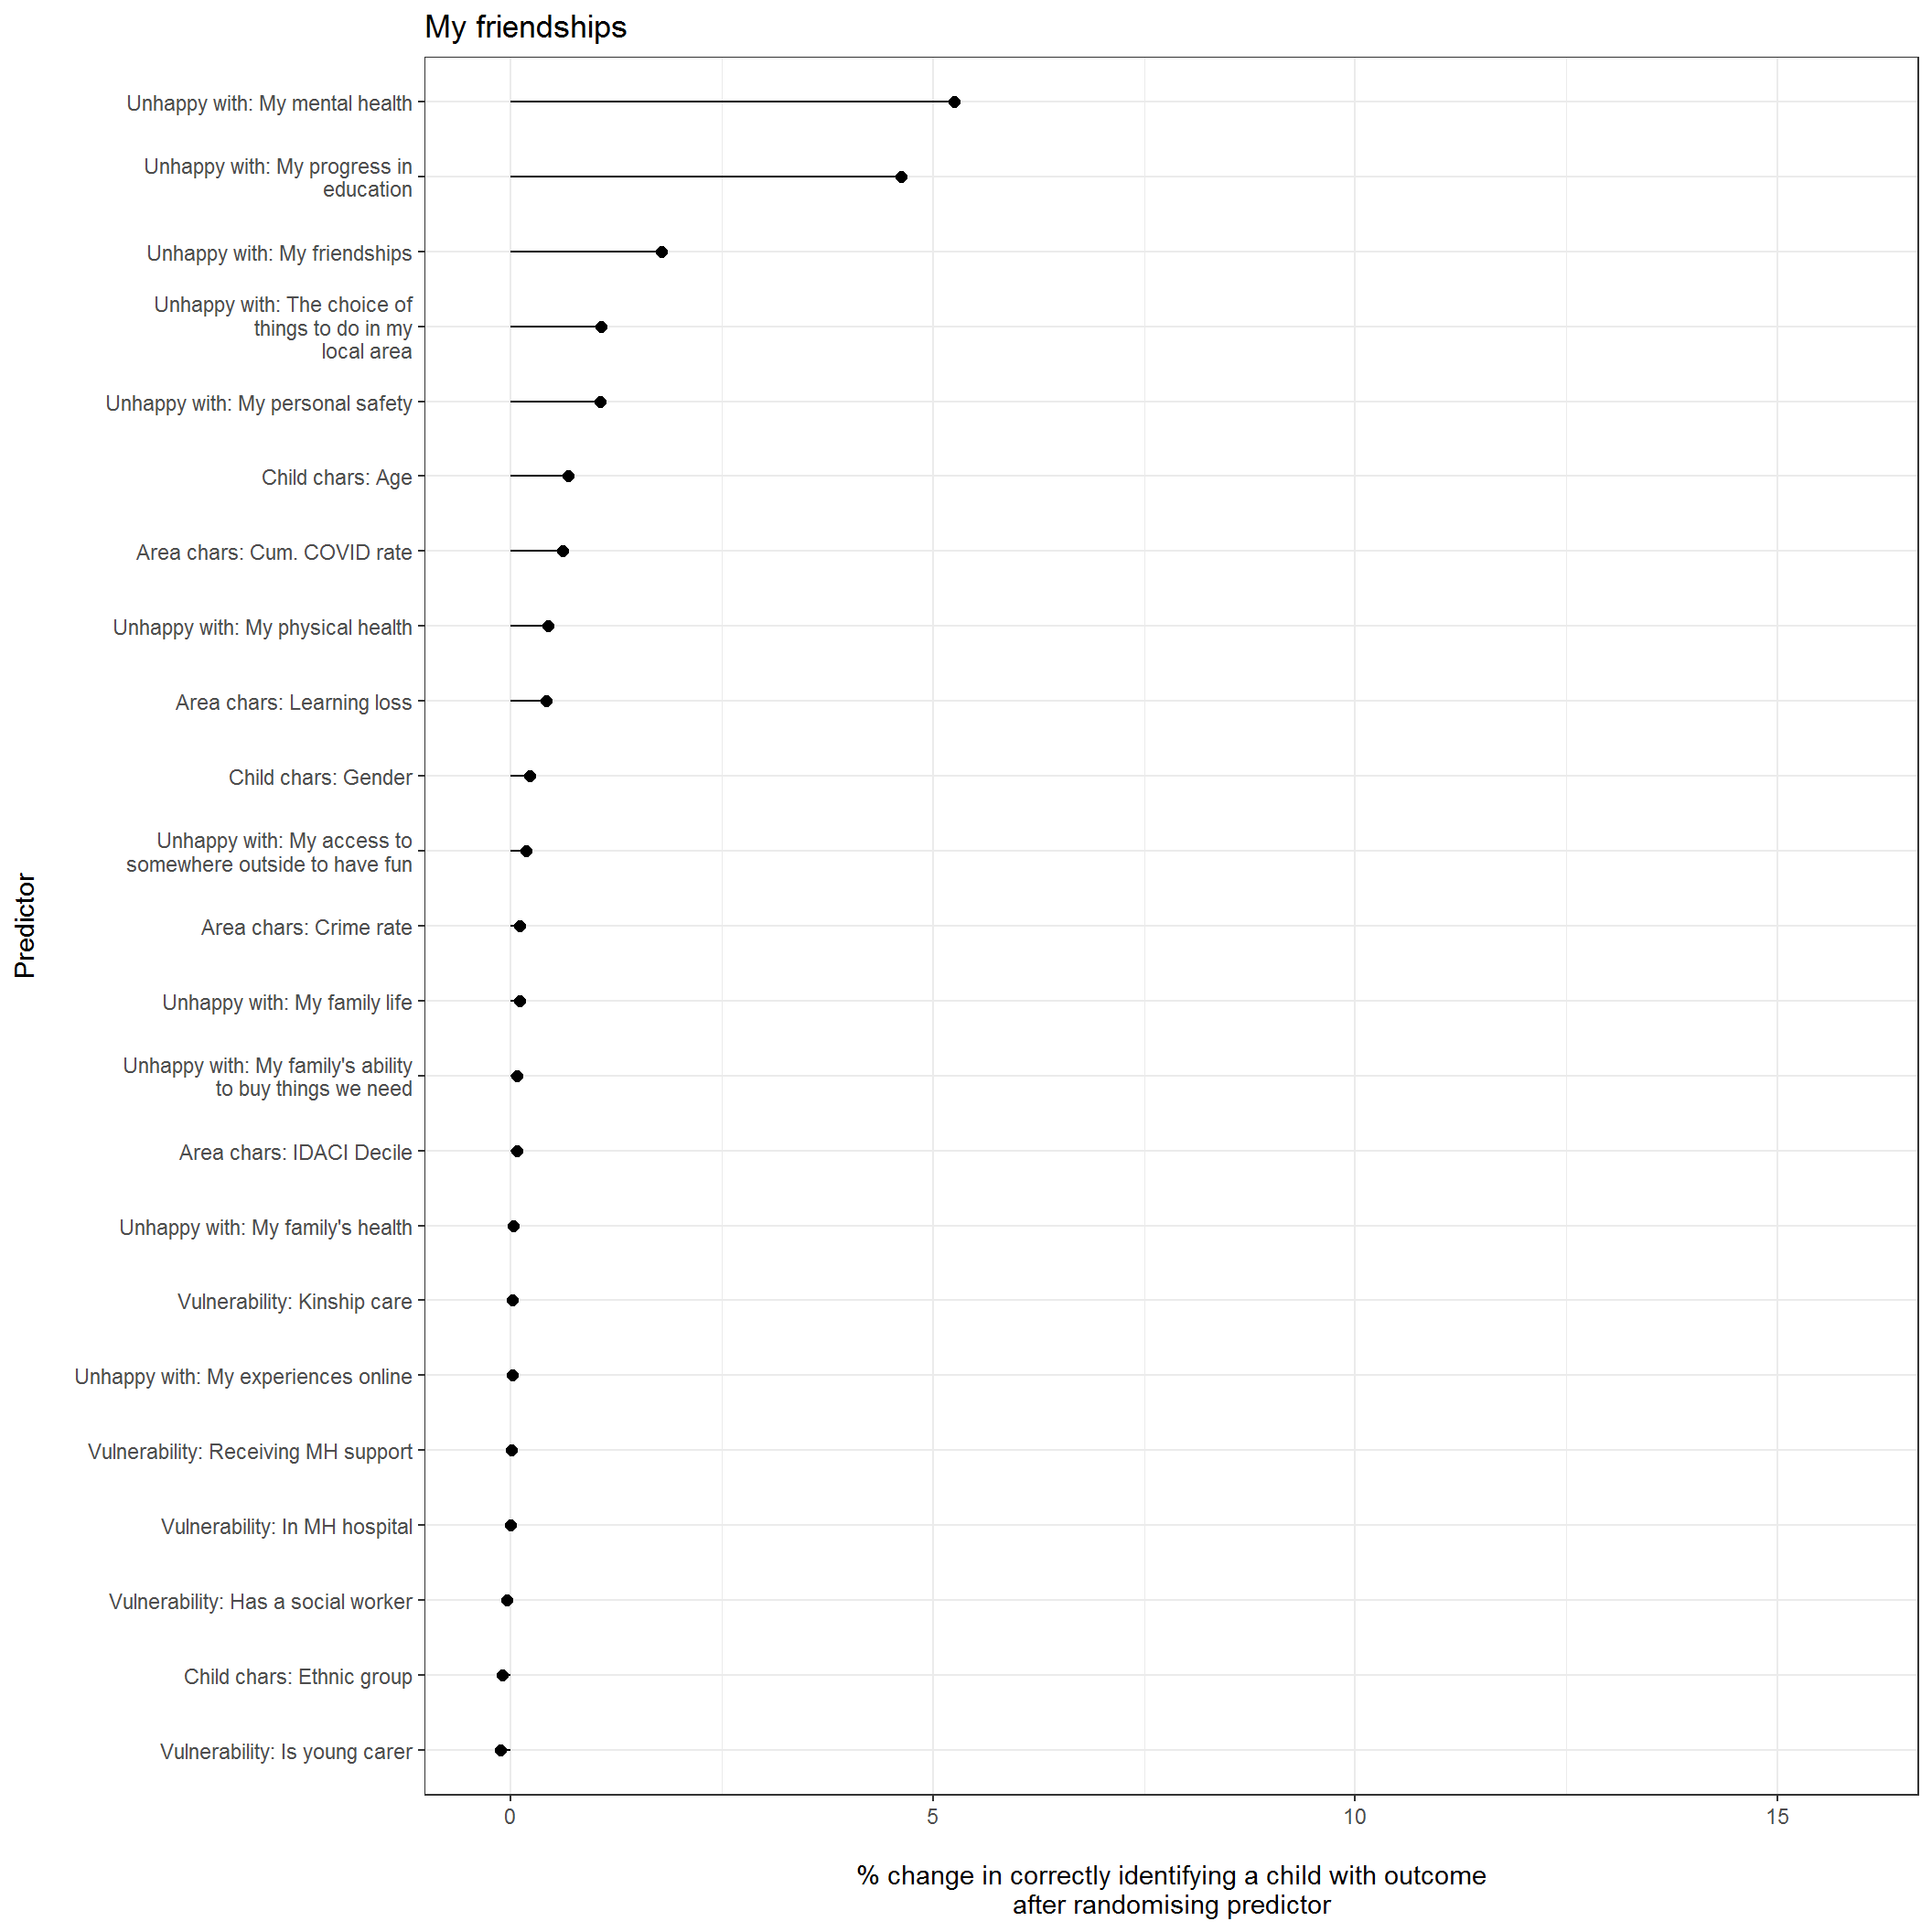 My friendships
Unhappy with: My mental health
Unhappy with: My progress in
education
Unhappy with: My friendships
Unhappy with: The choice of
things to do in my
local area
Unhappy with: My personal safety
Child chars: Age
Area chars: Cum. COVID rate
Unhappy with: My physical health
Area chars: Learning loss
Child chars: Gender
Unhappy with: My access to
somewhere outside to have fun
Area chars: Crime rate
Unhappy with: My family life
Unhappy with: My family's ability
to buy things we need
Area chars: IDACI Decile
Unhappy with: My family's health
Vulnerability: Kinship care
Unhappy with: My experiences online
Vulnerability: Receiving MH support
Vulnerability: In MH hospital
Vulnerability: Has a social worker
Child chars: Ethnic group
Vulnerability: Is young carer
Predictor
0
5
10
15
% change in correctly identifying a child with outcome
after randomising predictor